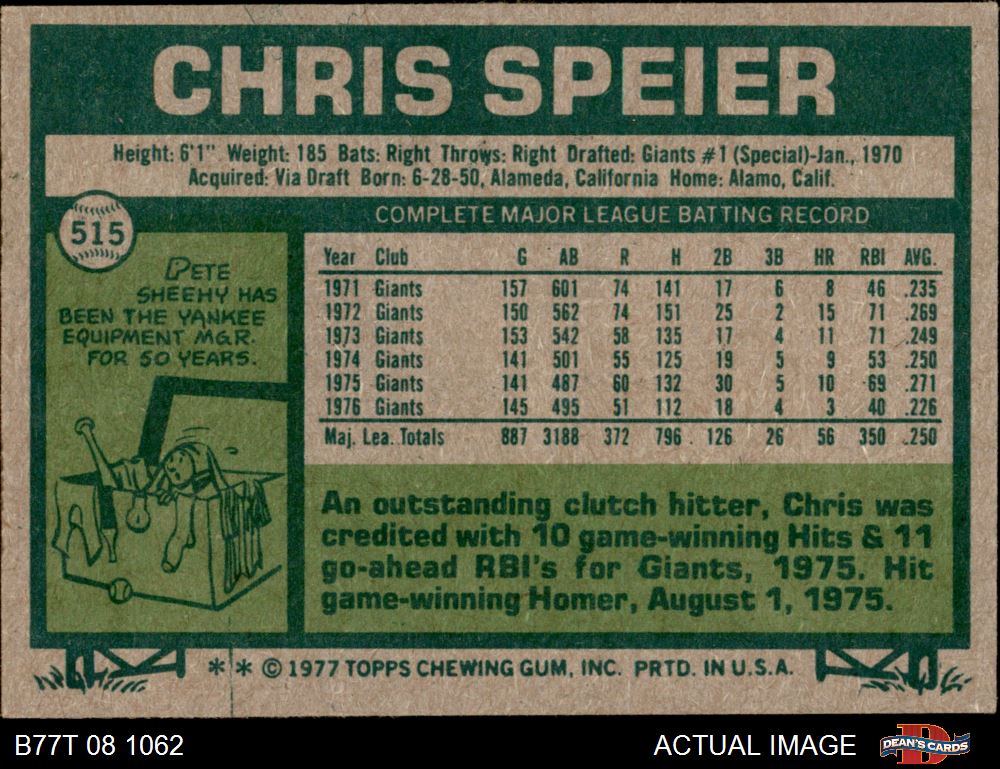 CHRIS SPEIER
Height: 6'1" Weight: 185 Bats: Right Throws: Right Drafted: Giants #1 (Special)-Jan., 1970
Acquired: Via Draft Born: 6-28-50, Alameda, California Home: Alamo, Calif.
515
PETE
SHEEHY HAS
BEEN THE YANKEE
EQUIPMENT MGR.
FOR 50 YEARS.
COMPLETE MAJOR LEAGUE BATTING RECORD
Year Club G AB R H 2B 3B HR RBI AVG.
1971 Giants 157 601 74 141 17 6 8 46 .235
1972 Giants 150 562 74 151 25 2 15 71 .269
1973 Giants 153 542 58 135 17 4 11 71 .249
1974 Giants 141 501 55 125 19 5 9 53 .250
1975 Giants 141 487 60 132 30 5 10 69 .271
1976 Giants 145 495 51 112 18 4 3 40 .226
Maj. Lea. Totals 887 3188 372 796 126 26 56 350 .250
An outstanding clutch hitter, Chris was
credited with 10 game-winning Hits & 11
go-ahead RBI's for Giants, 1975. Hit
game-winning Homer, August 1, 1975.
** © 1977 TOPPS CHEWING GUM, INC. PRTD. IN U.S.A.
B77T 08 1062
ACTUAL IMAGE
D
DEAN'S CARDS